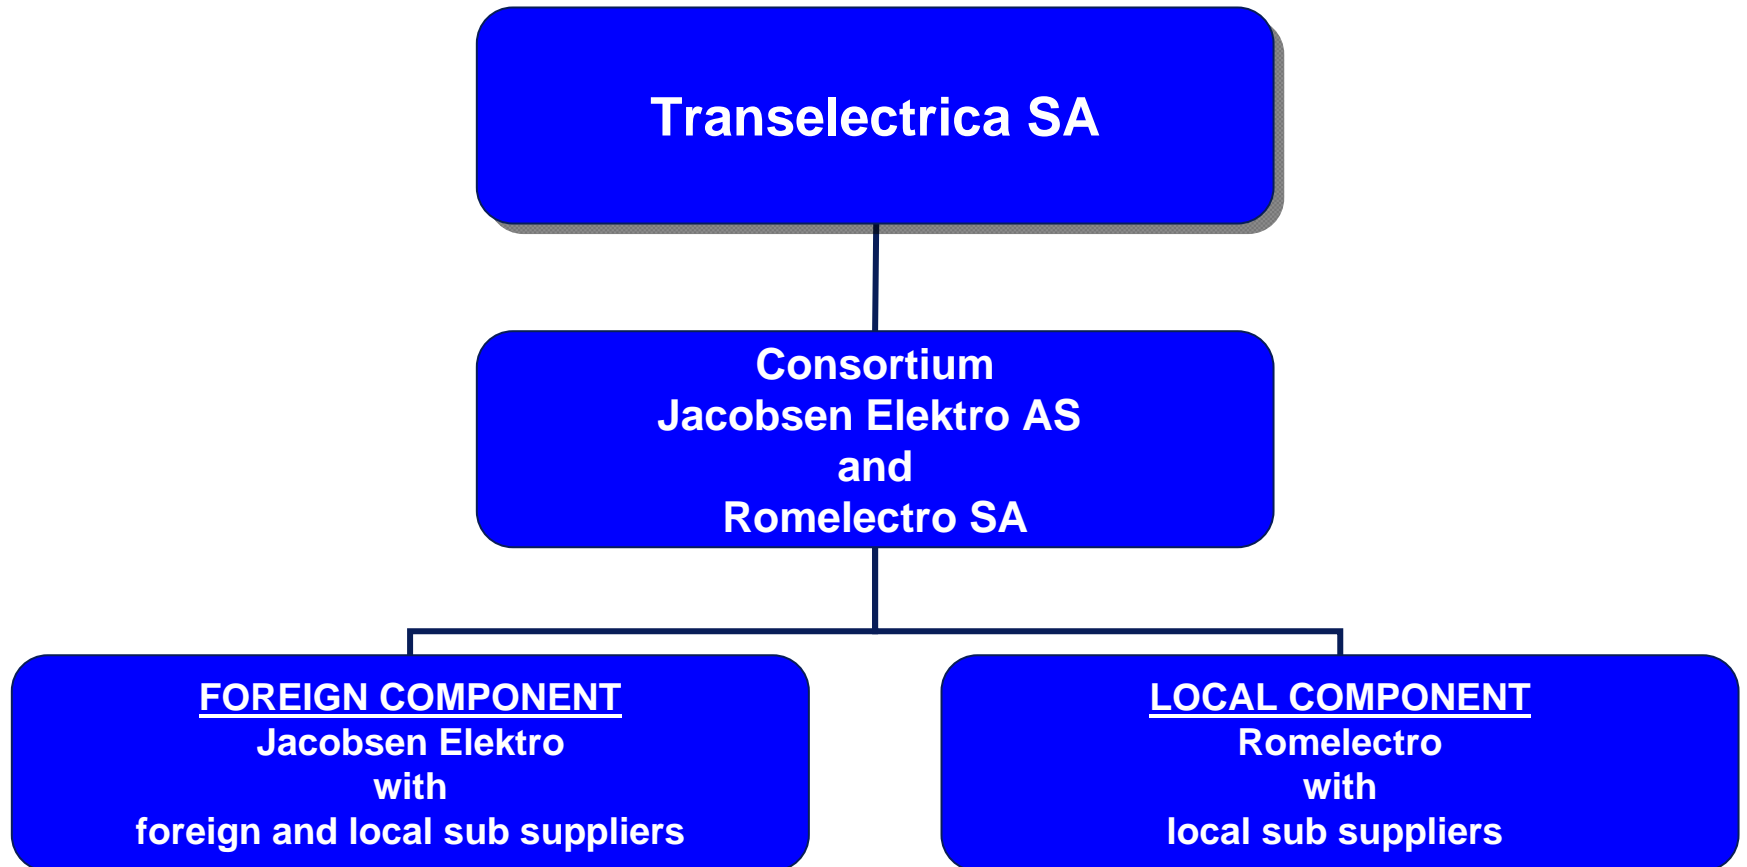 Transelectrica SA
Consortium
Jacobsen Elektro AS
and
Romelectro SA
FOREIGN COMPONENT
Jacobsen Elektro
with
foreign and local sub suppliers
LOCAL COMPONENT
Romelectro
with
local sub suppliers